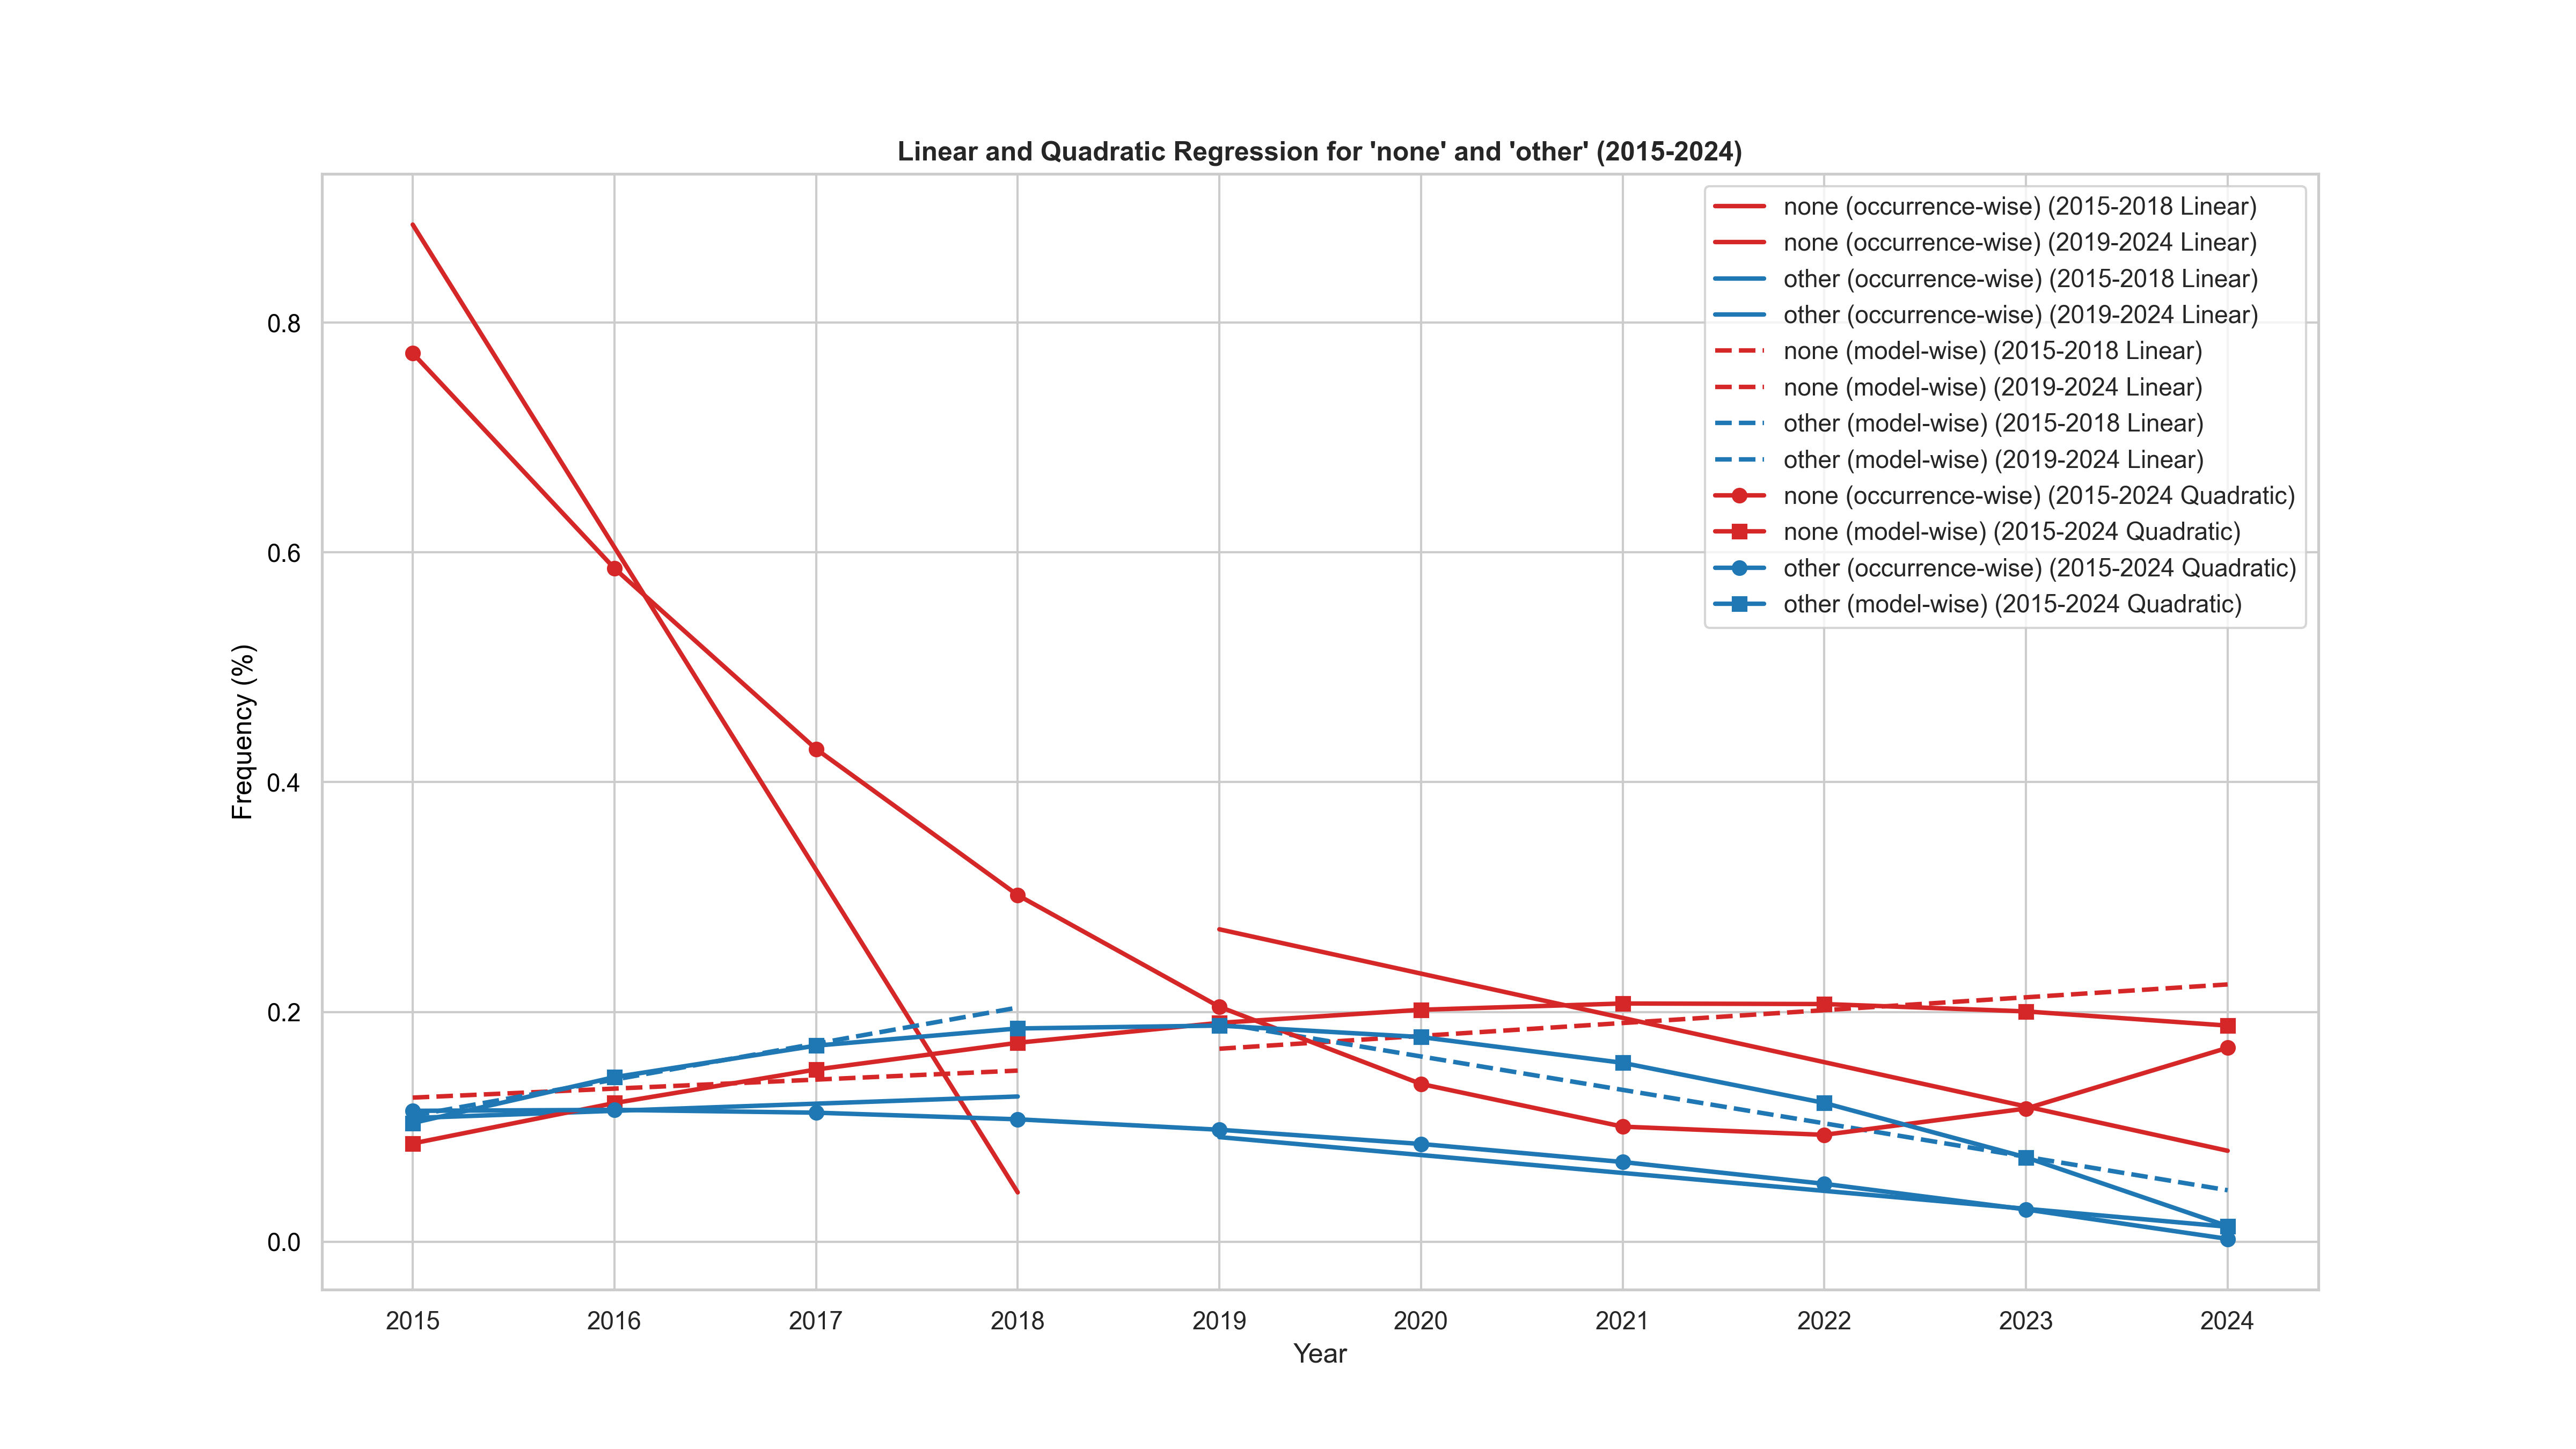 Linear and Quadratic Regression for 'none' and 'other' (2015-2024)
none (occurrence-wise) (2015-2018 Linear)
none (occurrence-wise) (2019-2024 Linear)
other (occurrence-wise) (2015-2018 Linear)
other (occurrence-wise) (2019-2024 Linear)
none (model-wise) (2015-2018 Linear)
none (model-wise) (2019-2024 Linear)
other (model-wise) (2015-2018 Linear)
other (model-wise) (2019-2024 Linear)
none (occurrence-wise) (2015-2024 Quadratic)
none (model-wise) (2015-2024 Quadratic)
other (occurrence-wise) (2015-2024 Quadratic)
other (model-wise) (2015-2024 Quadratic)
Frequency (%)
0.8
0.6
0.4
0.2
0.0
2015 2016 2017 2018 2019 2020 2021 2022 2023 2024
Year